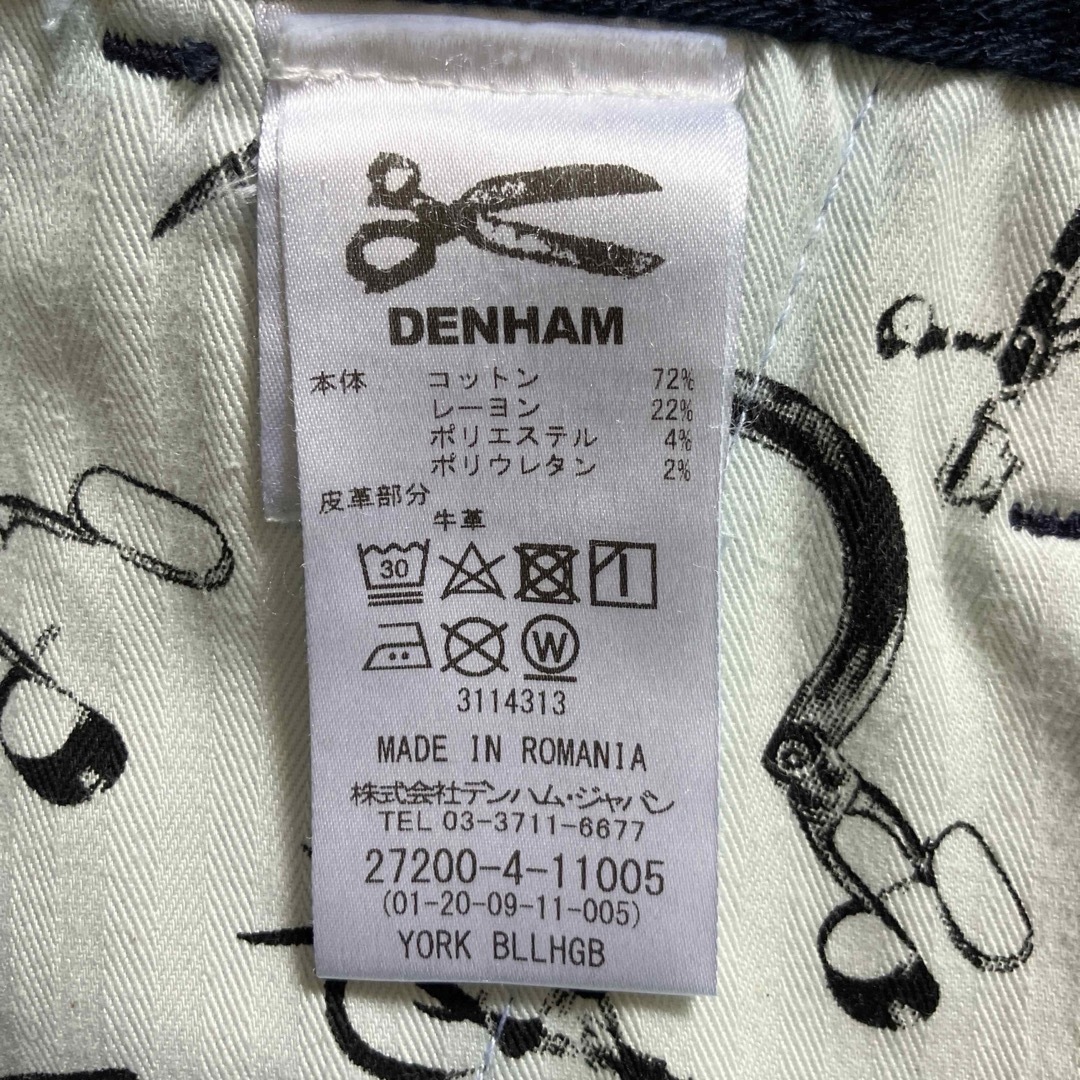 DENHAM
本体 コットン 72%
レーヨン 22%
ポリエステル 4%
ポリウレタン 2%
皮革部分
牛革
30
W
3114313
MADE IN ROMANIA
株式会社デンハム・ジャパン
TEL 03-3711-6677
27200-4-11005
(01-20-09-11-005)
YORK BLLHGB